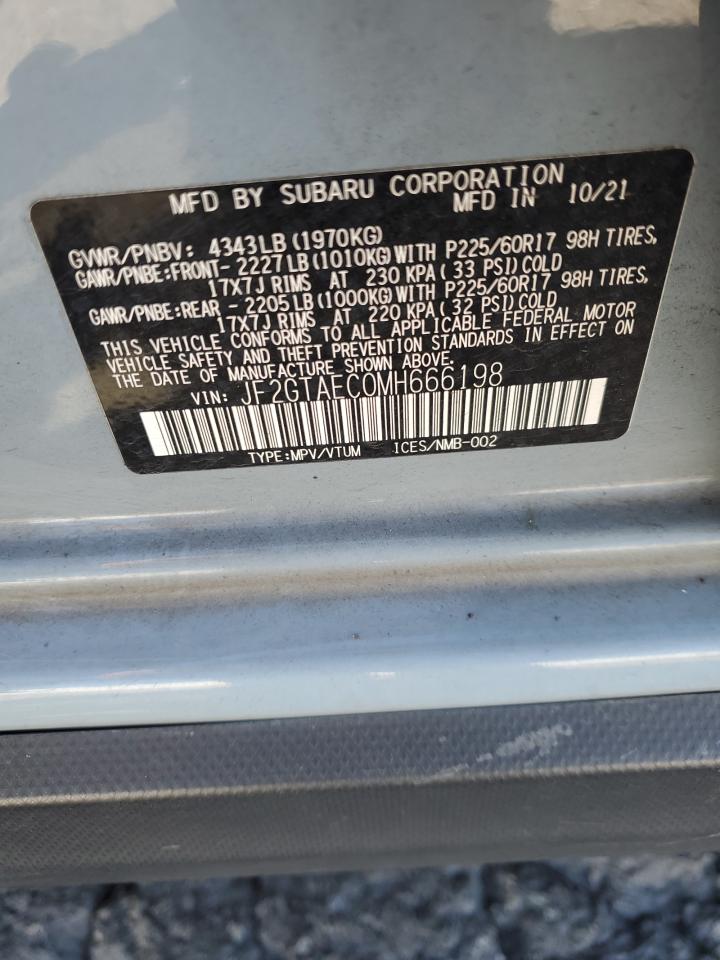 MFD BY SUBARU CORPORATION
MFD IN 10/21
GVWR/PNBV: 4343LB(1970KG)
GAWR/PNBE:FRONT-2227LB(1010KG)WITH P225/60R17 98H TIRES,
17X7J RIMS AT 230 KPA(33 PSI)COLD
GAWR/PNBE:REAR -2205LB(1000KG)WITH P225/60R17 98H TIRES,
17X7J RIMS AT 220 KPA(32 PSI)COLD
THIS VEHICLE CONFORMS TO ALL APPLICABLE FEDERAL MOTOR
VEHICLE SAFETY AND THEFT PREVENTION STANDARDS IN EFFECT ON
THE DATE OF MANUFACTURE SHOWN ABOVE.
VIN: JF2GTAEC0MH666198
TYPE:MPV/VTUM ICES/NMB-002